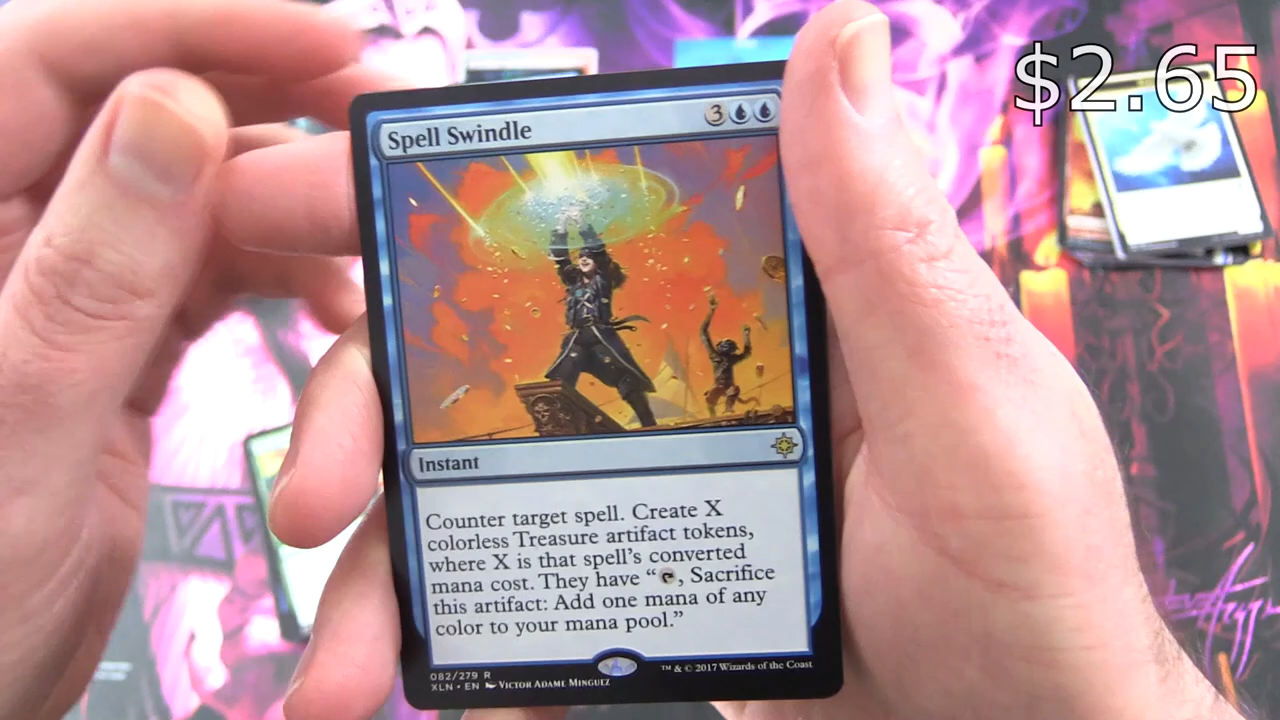 $2.65
Spell Swindle
3
Instant
Counter target spell. Create X
colorless Treasure artifact tokens,
where X is that spell's converted
mana cost. They have “, Sacrifice
this artifact: Add one mana of any
color to your mana pool.”
082/279 R
XLN • EN VICTOR ADAME MINGUEZ
™ & © 2017 Wizards of the Coast